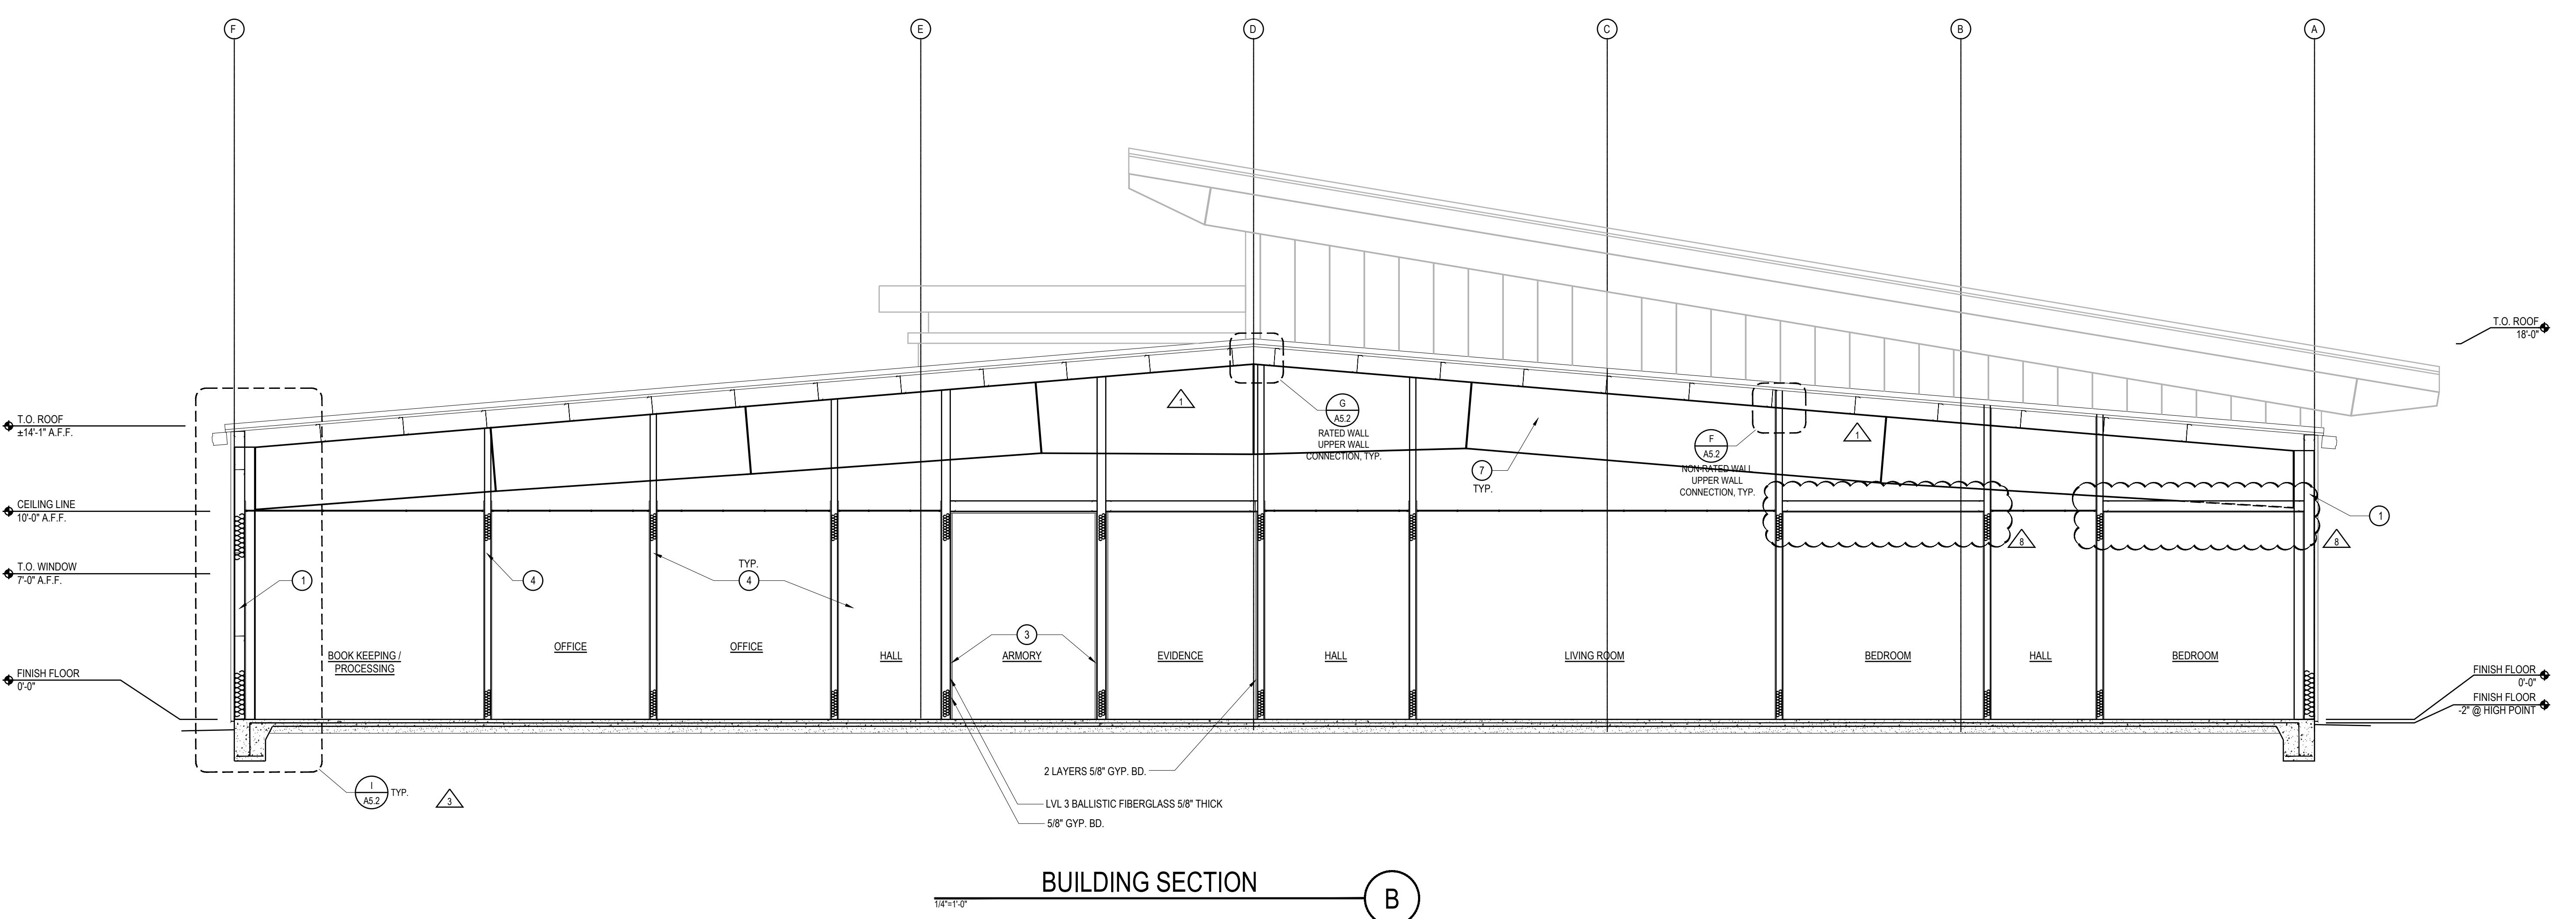 F
E
D
C
B
A
T.O. ROOF
18'-0"
T.O. ROOF
±14'-1" A.F.F.
CEILING LINE
10'-0" A.F.F.
T.O. WINDOW
7'-0" A.F.F.
FINISH FLOOR
0'-0"
1
G
A5.2
RATED WALL
UPPER WALL
CONNECTION, TYP.
7
TYP.
F
A5.2
NON-RATED WALL
UPPER WALL
CONNECTION, TYP.
1
1
8
8
1
4
TYP.
4
3
BOOK KEEPING /
PROCESSING
OFFICE
OFFICE
HALL
ARMORY
EVIDENCE
HALL
LIVING ROOM
BEDROOM
HALL
BEDROOM
FINISH FLOOR
0'-0"
FINISH FLOOR
-2" @ HIGH POINT
I
A5.2
TYP.
3
2 LAYERS 5/8" GYP. BD.
LVL 3 BALLISTIC FIBERGLASS 5/8" THICK
5/8" GYP. BD.
BUILDING SECTION
1/4"=1'-0"
B